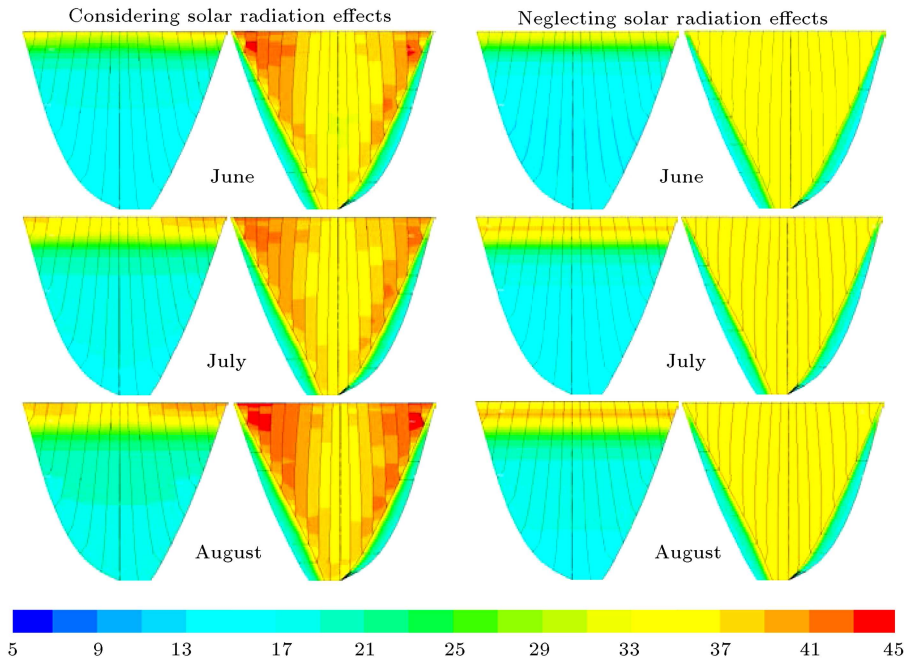 Considering solar radiation effects
Neglecting solar radiation effects
June
June
July
July
August
August
5 9 13 17 21 25 29 33 37 41 45